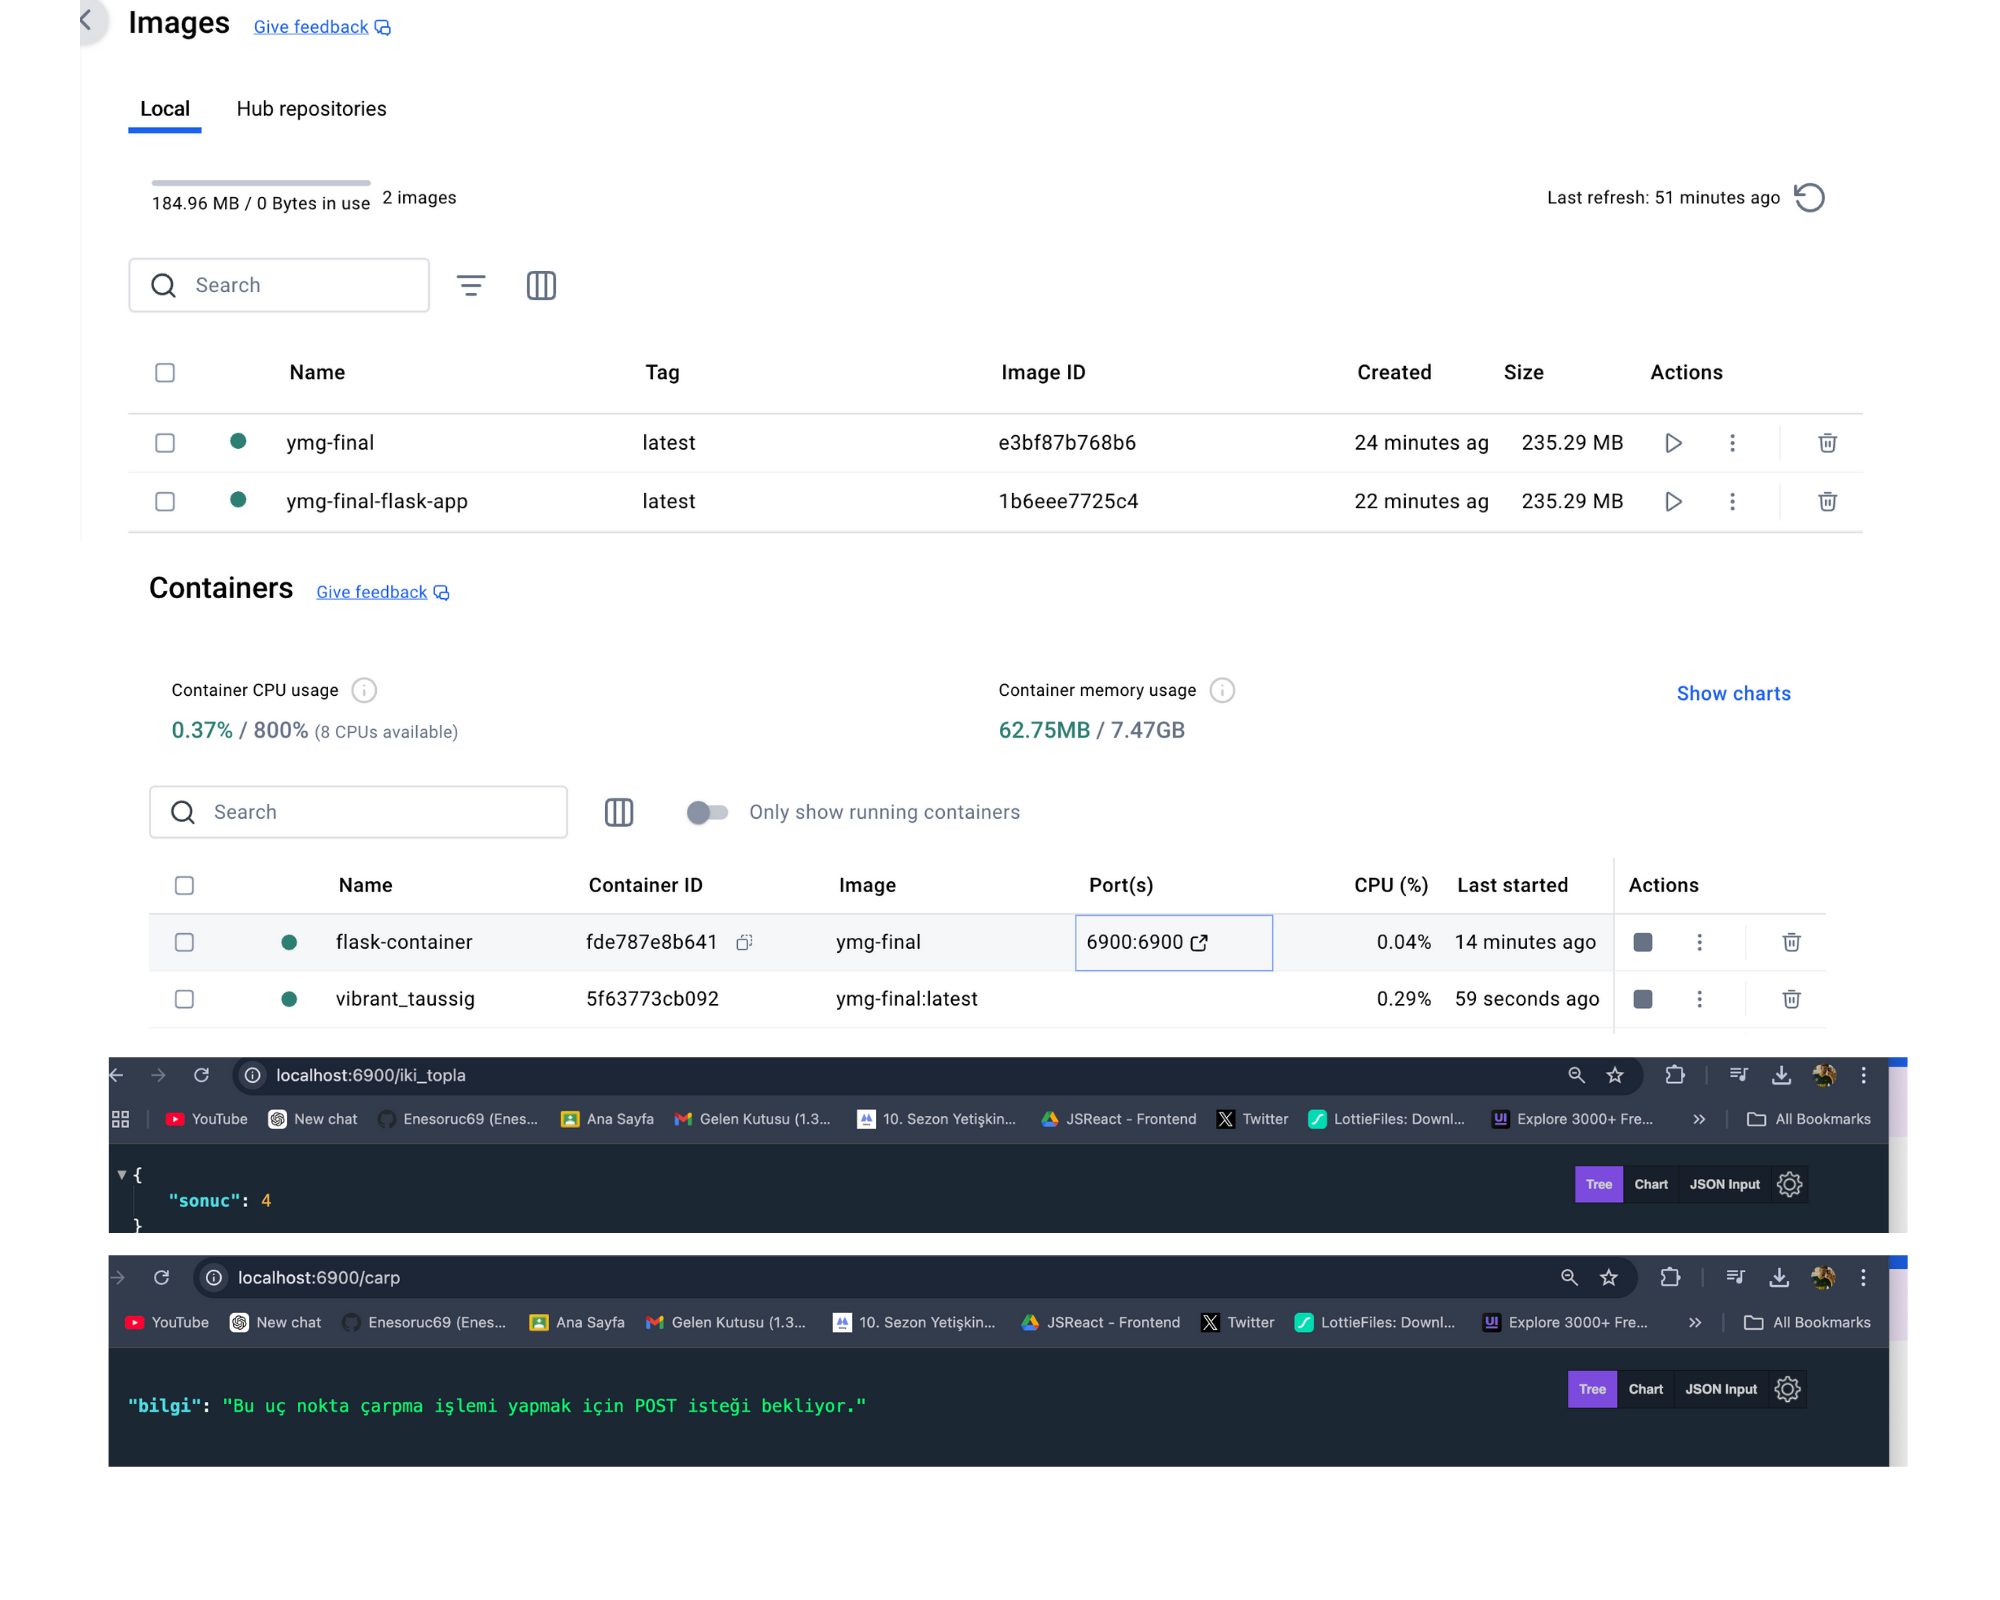 Images Give feedback
Local Hub repositories
184.96 MB / 0 Bytes in use 2 images Last refresh: 51 minutes ago
Search
Name Tag Image ID Created Size Actions
ymg-final latest e3bf87b768b6 24 minutes ag 235.29 MB
ymg-final-flask-app latest 1b6eee7725c4 22 minutes ag 235.29 MB
Containers Give feedback
Container CPU usage Container memory usage Show charts
0.37% / 800% (8 CPUs available) 62.75MB / 7.47GB
Search Only show running containers
Name Container ID Image Port(s) CPU (%) Last started Actions
flask-container fde787e8b641 ymg-final 6900:6900 0.04% 14 minutes ago
vibrant_taussig 5f63773cb092 ymg-final:latest 0.29% 59 seconds ago
localhost:6900/iki_topla
YouTube New chat Enesoruc69 (Enes... Ana Sayfa Gelen Kutusu (1.3... 10. Sezon Yetişkin... JSReact - Frontend Twitter LottieFiles: Downl... Explore 3000+ Fre... » All Bookmarks
{ Tree Chart JSON Input
"sonuc": 4
}
localhost:6900/carp
YouTube New chat Enesoruc69 (Enes... Ana Sayfa Gelen Kutusu (1.3... 10. Sezon Yetişkin... JSReact - Frontend Twitter LottieFiles: Downl... Explore 3000+ Fre... » All Bookmarks
Tree Chart JSON Input
"bilgi": "Bu uç nokta çarpma işlemi yapmak için POST isteği bekliyor."